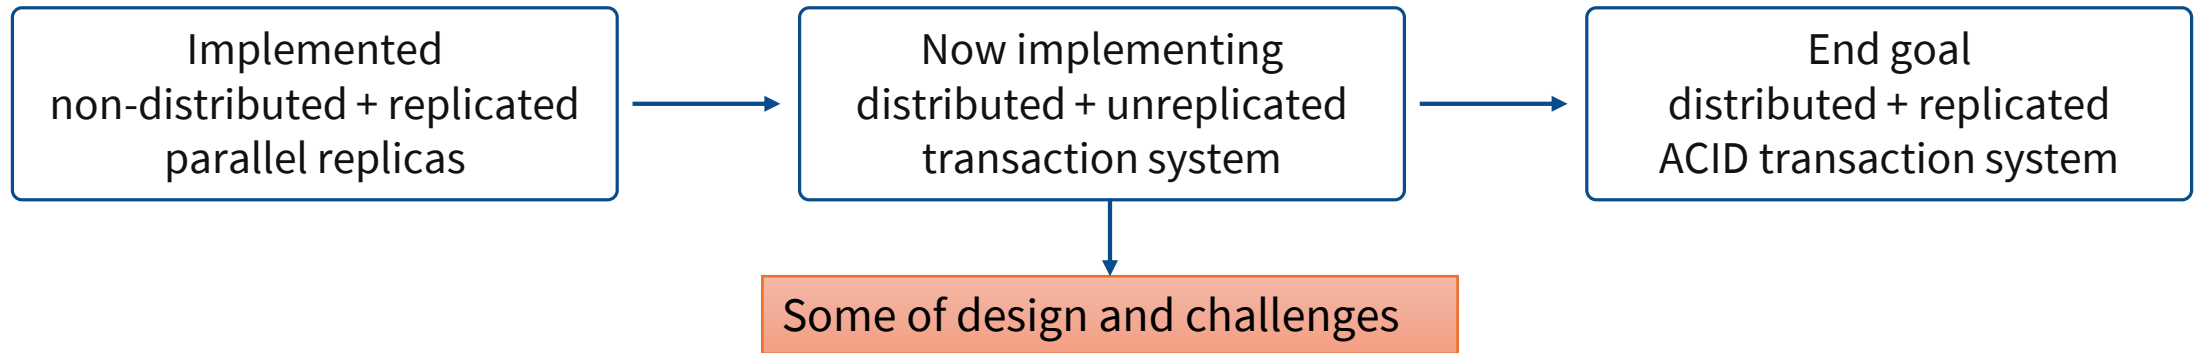 Implemented
non-distributed + replicated
parallel replicas
Now implementing
distributed + unreplicated
transaction system
End goal
distributed + replicated
ACID transaction system
Some of design and challenges